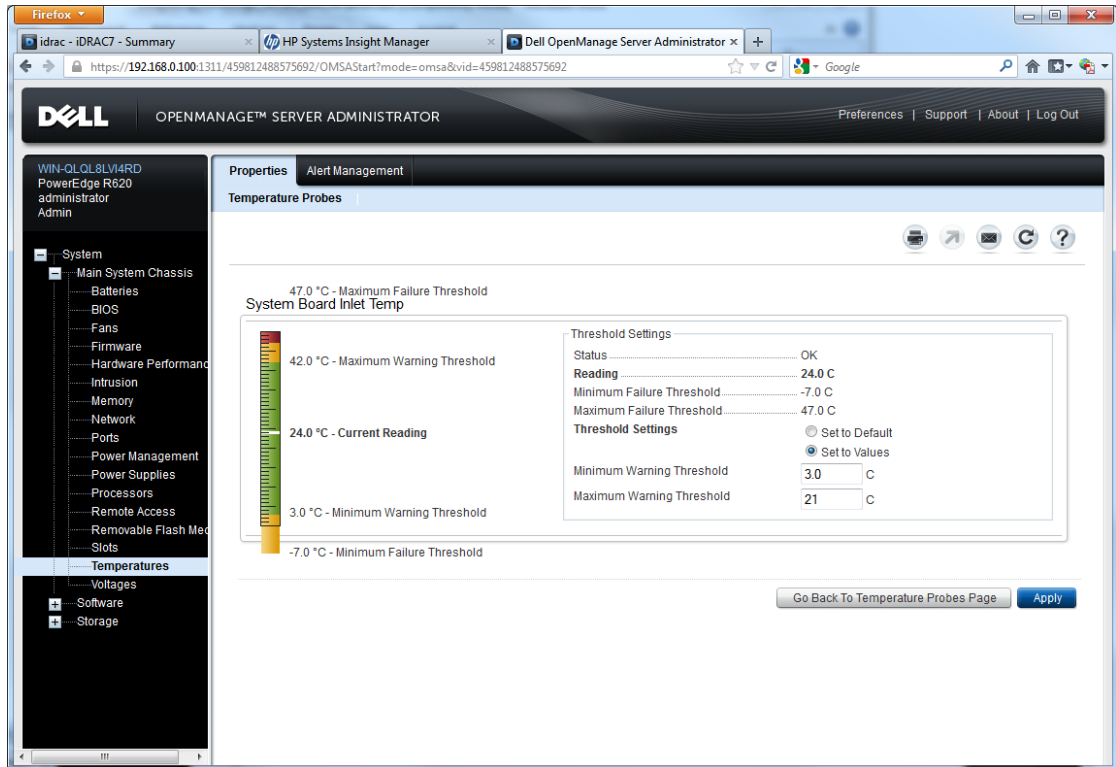 Firefox
idrac - iDRAC7 - Summary
HP Systems Insight Manager
Dell OpenManage Server Administrator
https://192.168.0.100:1311/459812488575692/OMSAStart?mode=omsa&vid=459812488575692
Google
DELL
OPENMANAGE™ SERVER ADMINISTRATOR
Preferences | Support | About | Log Out
WIN-QLQL8LVI4RD
PowerEdge R620
administrator
Admin
Properties
Alert Management
Temperature Probes
System
Main System Chassis
Batteries
BIOS
Fans
Firmware
Hardware Performanc
Intrusion
Memory
Network
Ports
Power Management
Power Supplies
Processors
Remote Access
Removable Flash Med
Slots
Temperatures
Voltages
Software
Storage
47.0 °C - Maximum Failure Threshold
System Board Inlet Temp
42.0 °C - Maximum Warning Threshold
24.0 °C - Current Reading
3.0 °C - Minimum Warning Threshold
-7.0 °C - Minimum Failure Threshold
Threshold Settings
Status OK
Reading 24.0 C
Minimum Failure Threshold -7.0 C
Maximum Failure Threshold 47.0 C
Threshold Settings
Set to Default
Set to Values
Minimum Warning Threshold 3.0 C
Maximum Warning Threshold 21 C
Go Back To Temperature Probes Page
Apply